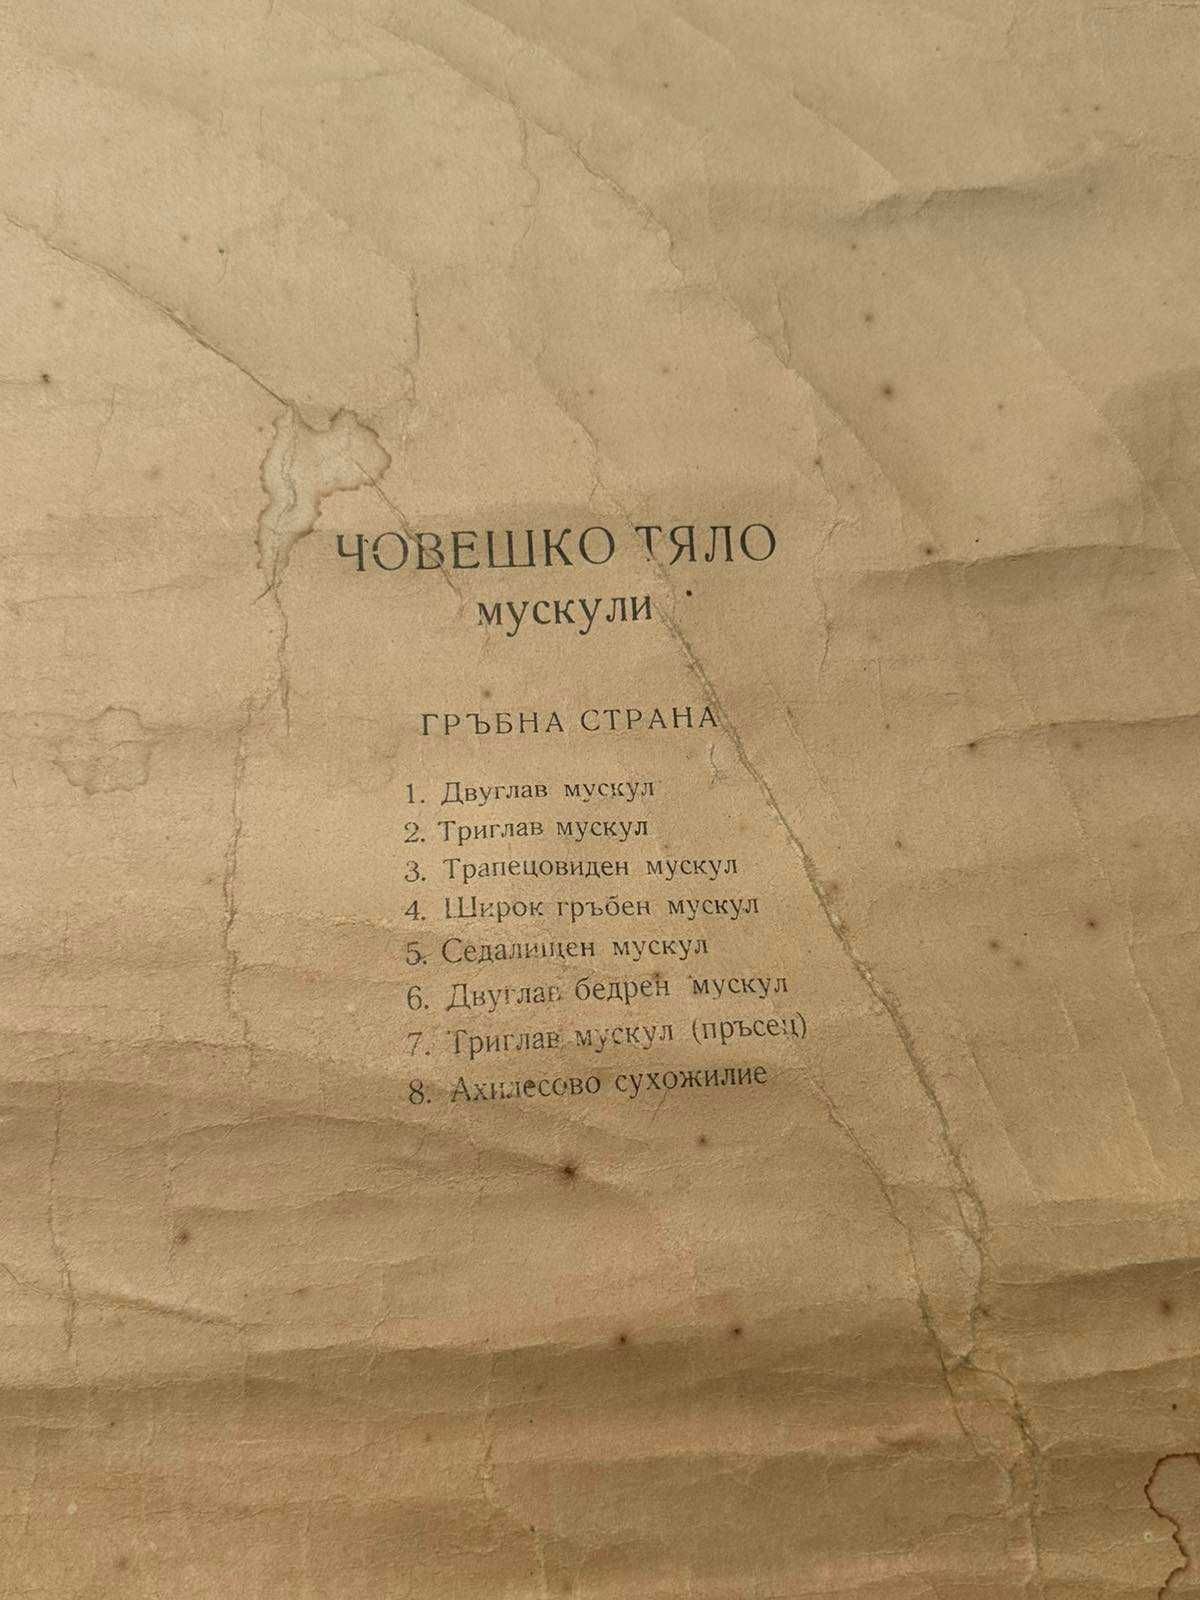 ЧОВЕШКО ТЯЛО
мускули
ГРЪБНА СТРАНА
1. Двуглав мускул
2. Триглав мускул
3. Трапецовиден мускул
4. Широк гръбен мускул
5. Седалищен мускул
6. Двуглав бедрен мускул
7. Триглав мускул (пръсец)
8. Ахилесово сухожилие